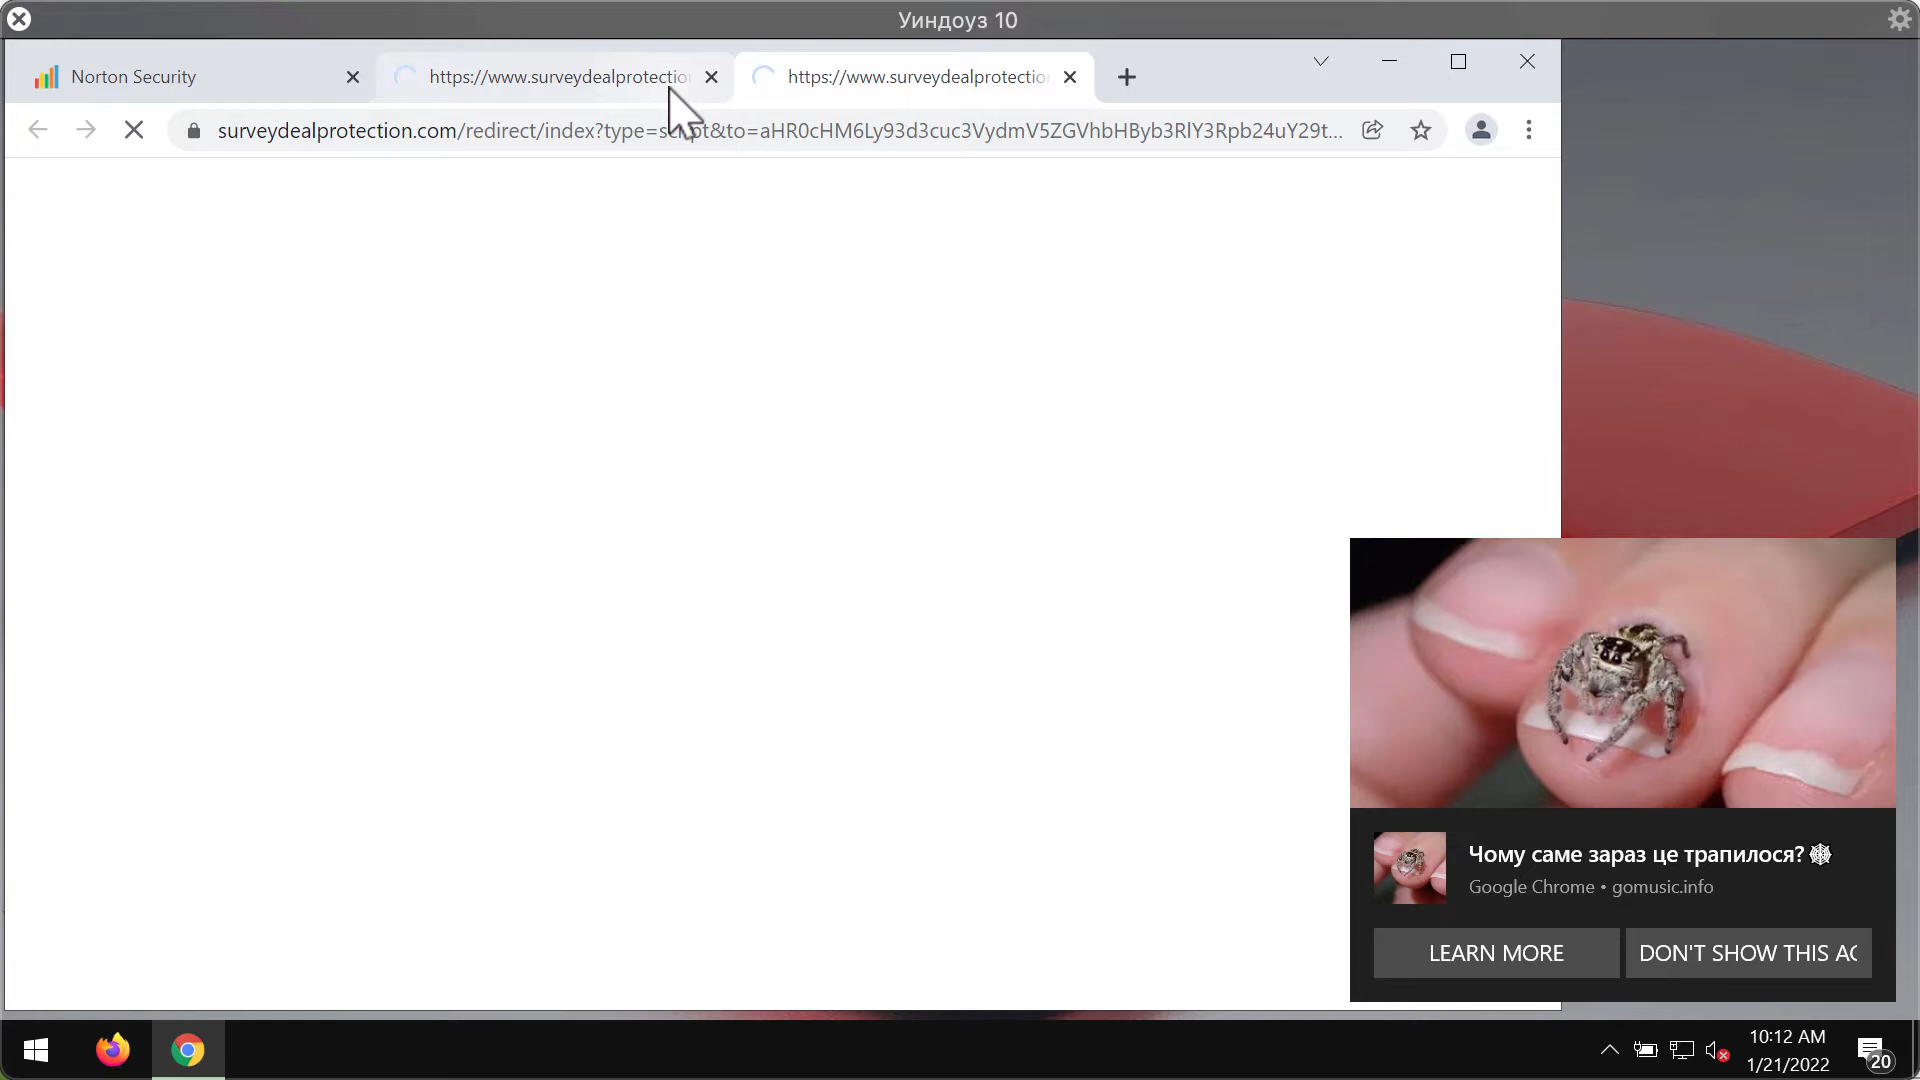 Уиндоуз 10
Norton Security
https://www.surveydealprotectio
https://www.surveydealprotectio
surveydealprotection.com/redirect/index?type=script&to=aHR0cHM6Ly93d3cuc3VydmV5ZGVhbHByb3RlY3Rpb24uY29t...
Чому саме зараз це трапилося?🕸
Google Chrome • gomusic.info
LEARN MORE
DON'T SHOW THIS AG
10:12 AM
1/21/2022
20